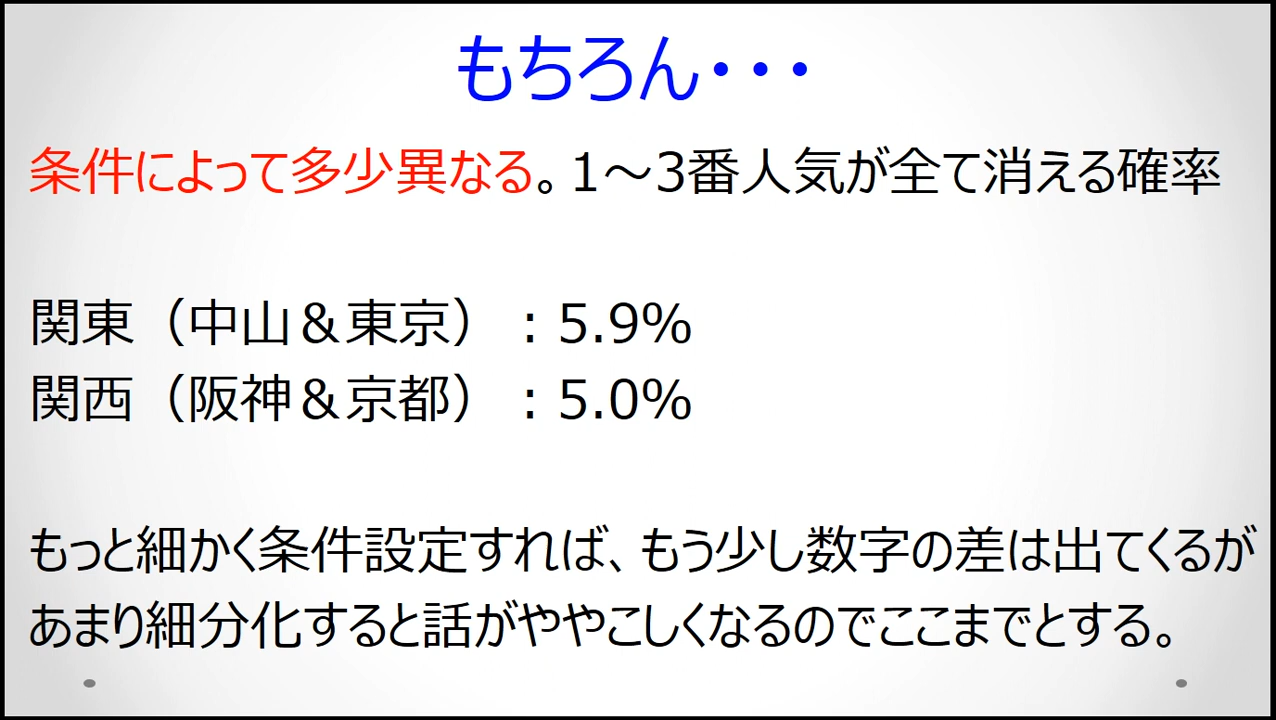 もちろん・・・
条件によって多少異なる。1～3番人気が全て消える確率
関東（中山＆東京）：5.9%
関西（阪神＆京都）：5.0%
もっと細かく条件設定すれば、もう少し数字の差は出てくるが
あまり細分化すると話がややこしくなるのでここまでとする。